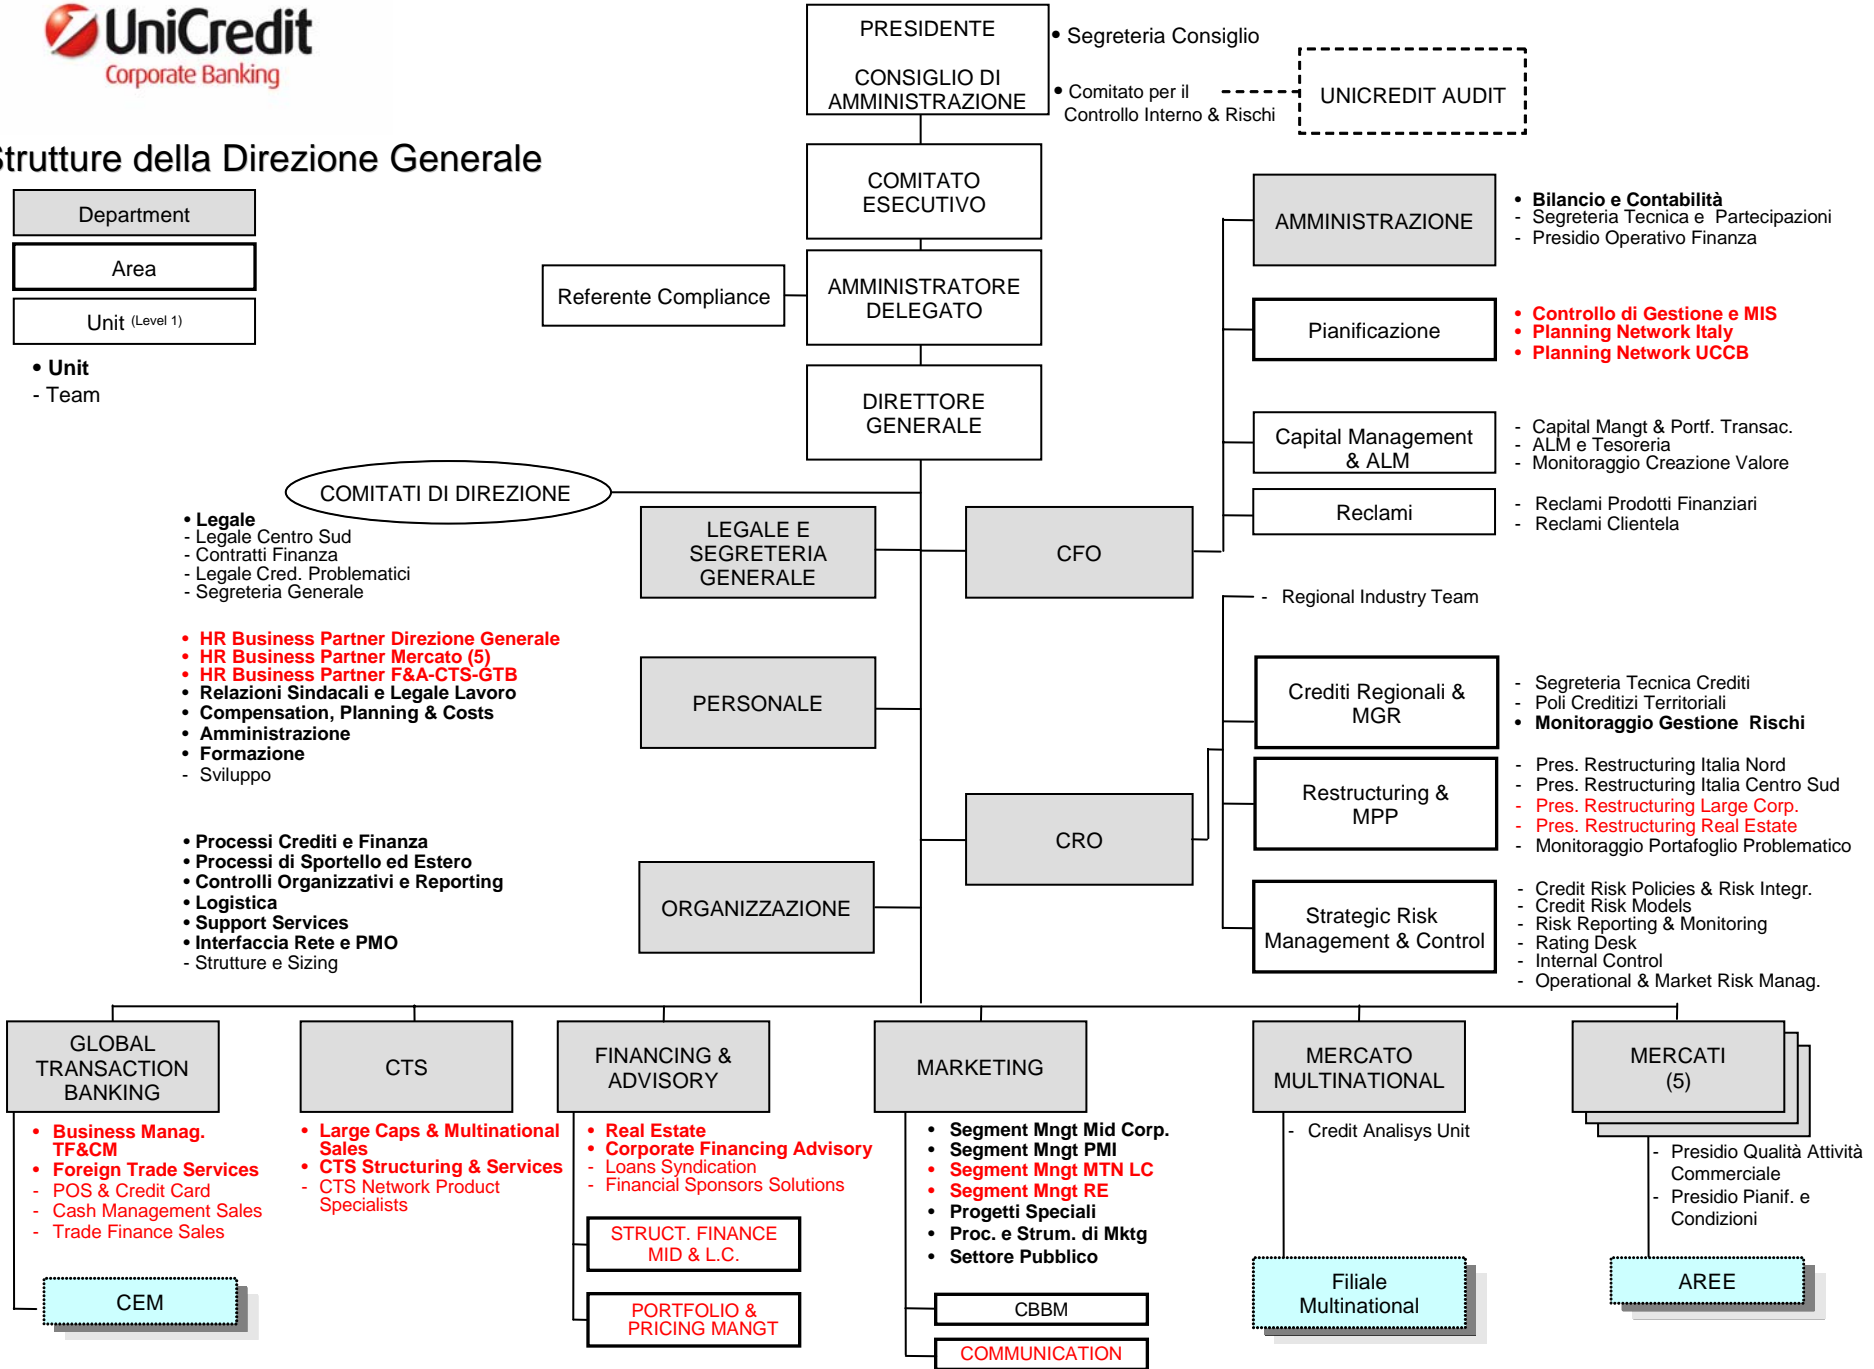 UniCredit
Corporate Banking
Strutture della Direzione Generale
Department
Area
Unit (Level 1)
• Unit
- Team
PRESIDENTE
CONSIGLIO DI
AMMINISTRAZIONE
• Segreteria Consiglio
• Comitato per il
Controllo Interno & Rischi
UNICREDIT AUDIT
COMITATO
ESECUTIVO
Referente Compliance
AMMINISTRATORE
DELEGATO
DIRETTORE
GENERALE
COMITATI DI DIREZIONE
AMMINISTRAZIONE
• Bilancio e Contabilità
- Segreteria Tecnica e Partecipazioni
- Presidio Operativo Finanza
Pianificazione
• Controllo di Gestione e MIS
• Planning Network Italy
• Planning Network UCCB
Capital Management
& ALM
- Capital Mangt & Portf. Transac.
- ALM e Tesoreria
- Monitoraggio Creazione Valore
Reclami
- Reclami Prodotti Finanziari
- Reclami Clientela
• Legale
- Legale Centro Sud
- Contratti Finanza
- Legale Cred. Problematici
- Segreteria Generale
LEGALE E
SEGRETERIA
GENERALE
CFO
- Regional Industry Team
• HR Business Partner Direzione Generale
• HR Business Partner Mercato (5)
• HR Business Partner F&A-CTS-GTB
• Relazioni Sindacali e Legale Lavoro
• Compensation, Planning & Costs
• Amministrazione
• Formazione
- Sviluppo
PERSONALE
Crediti Regionali &
MGR
- Segreteria Tecnica Crediti
- Poli Creditizi Territoriali
• Monitoraggio Gestione Rischi
CRO
Restructuring &
MPP
- Pres. Restructuring Italia Nord
- Pres. Restructuring Italia Centro Sud
- Pres. Restructuring Large Corp.
- Pres. Restructuring Real Estate
- Monitoraggio Portafoglio Problematico
• Processi Crediti e Finanza
• Processi di Sportello ed Estero
• Controlli Organizzativi e Reporting
• Logistica
• Support Services
• Interfaccia Rete e PMO
- Strutture e Sizing
ORGANIZZAZIONE
Strategic Risk
Management & Control
- Credit Risk Policies & Risk Integr.
- Credit Risk Models
- Risk Reporting & Monitoring
- Rating Desk
- Internal Control
- Operational & Market Risk Manag.
GLOBAL
TRANSACTION
BANKING
• Business Manag.
TF&CM
• Foreign Trade Services
- POS & Credit Card
- Cash Management Sales
- Trade Finance Sales
CEM
CTS
• Large Caps & Multinational
Sales
• CTS Structuring & Services
- CTS Network Product
Specialists
FINANCING &
ADVISORY
• Real Estate
• Corporate Financing Advisory
- Loans Syndication
- Financial Sponsors Solutions
STRUCT. FINANCE
MID & L.C.
PORTFOLIO &
PRICING MANGT
MARKETING
• Segment Mngt Mid Corp.
• Segment Mngt PMI
• Segment Mngt MTN LC
• Segment Mngt RE
• Progetti Speciali
• Proc. e Strum. di Mktg
• Settore Pubblico
CBBM
COMMUNICATION
MERCATO
MULTINATIONAL
- Credit Analisys Unit
Filiale
Multinational
MERCATI
(5)
- Presidio Qualità Attività
Commerciale
- Presidio Pianif. e
Condizioni
AREE